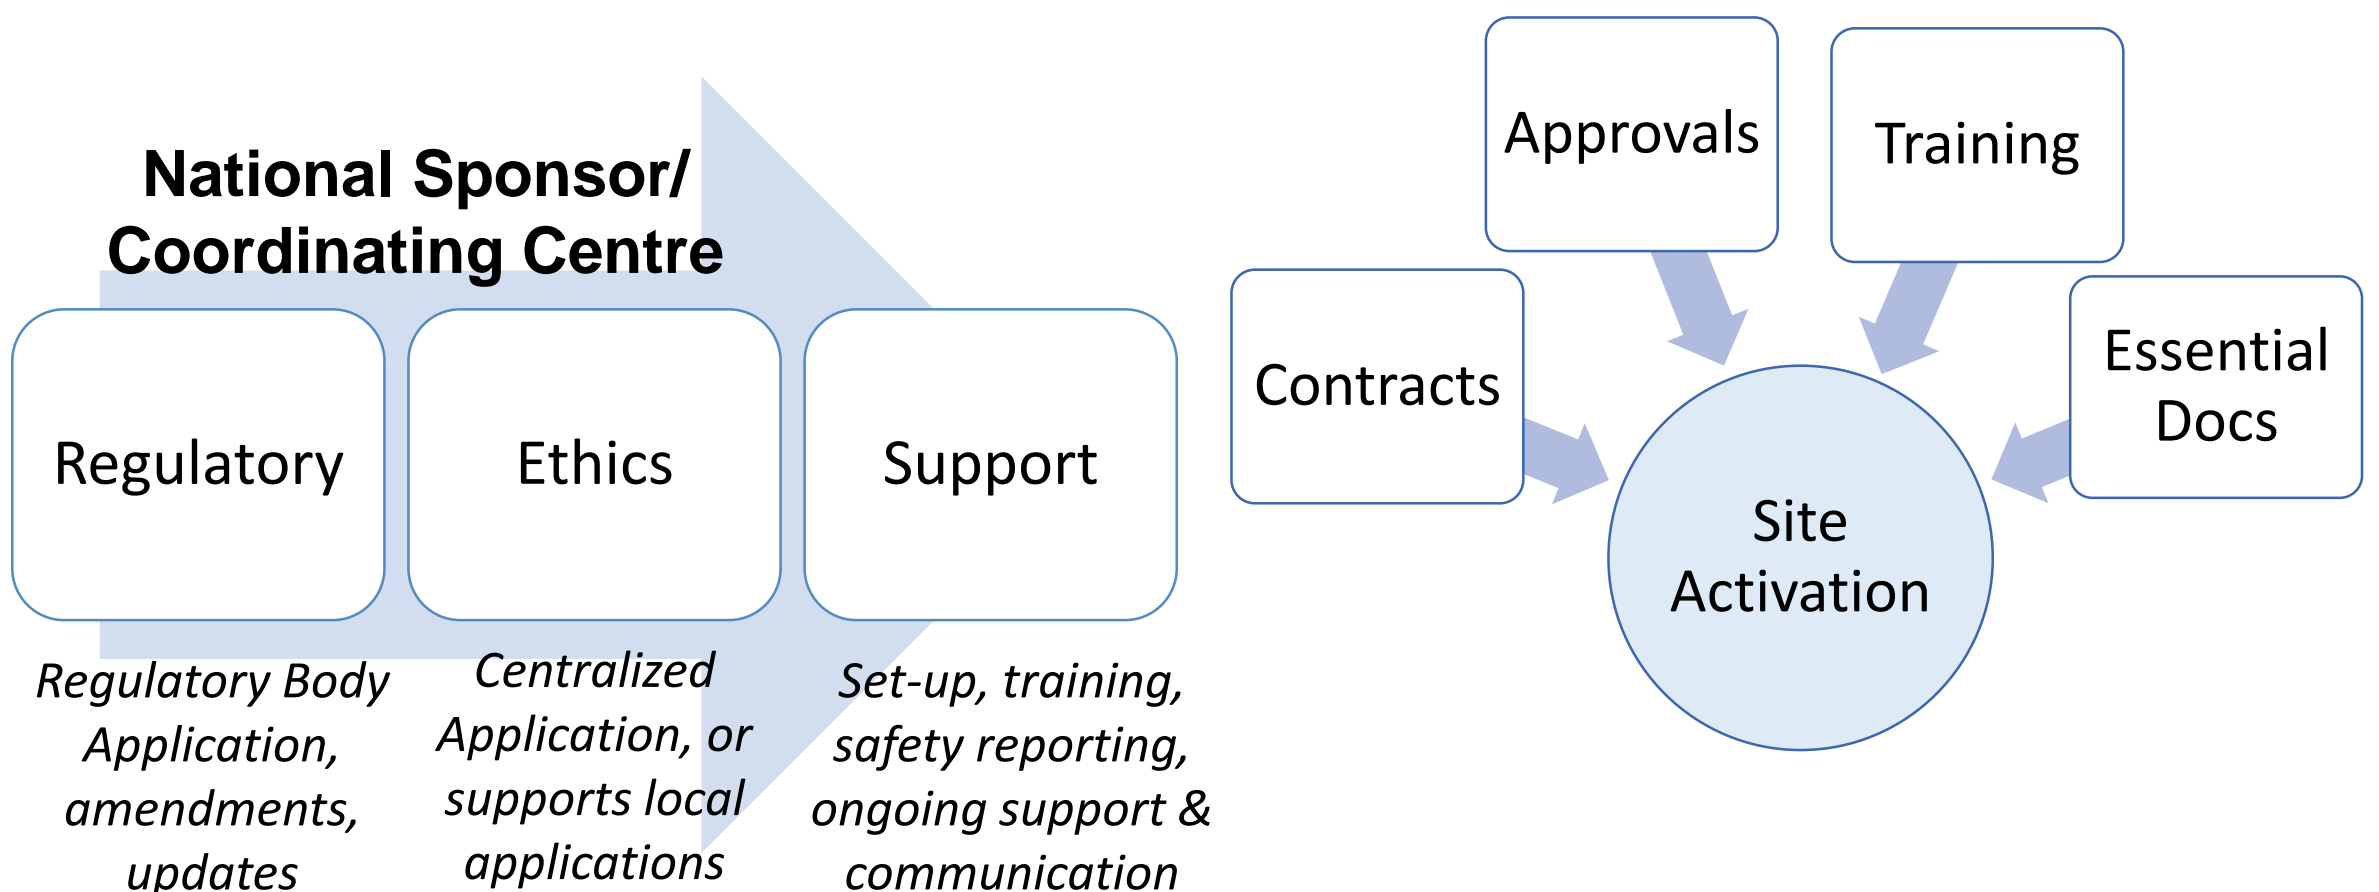 National Sponsor/
Coordinating Centre
Regulatory
Ethics
Support
Regulatory Body
Application,
amendments,
updates
Centralized
Application, or
supports local
applications
Set-up, training,
safety reporting,
ongoing support &
communication
Contracts
Approvals
Training
Essential
Docs
Site
Activation